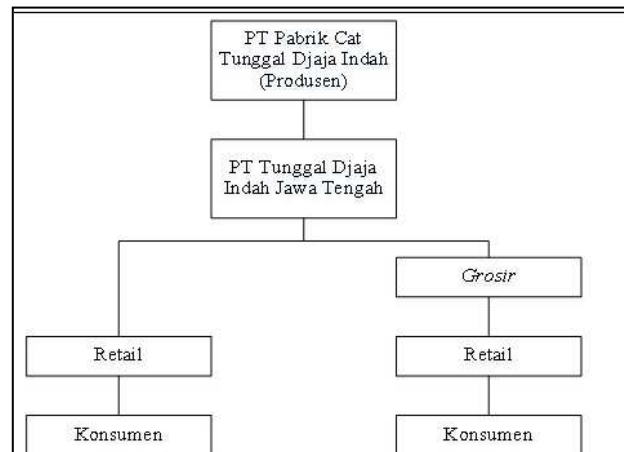 PT Pabrik Cat
Tunggal Djaja Indah
(Produsen)
PT Tunggal Djaja
Indah Jawa Tengah
Grosir
Retail
Retail
Konsumen
Konsumen